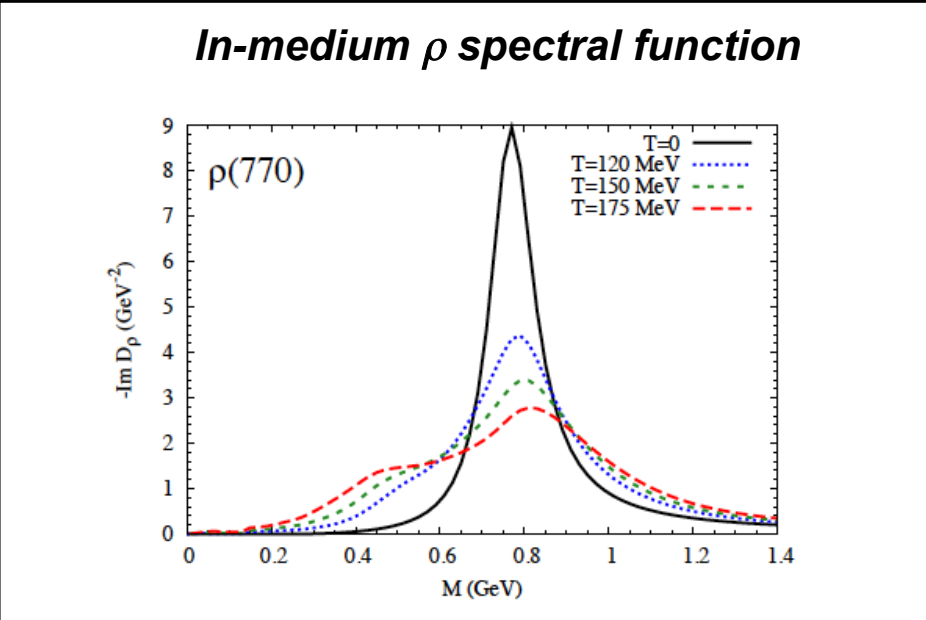 In-medium ρ spectral function
ρ(770)
T=0
T=120 MeV
T=150 MeV
T=175 MeV
9
8
7
6
5
4
3
2
1
0
-Im Dρ (GeV⁻²)
0
0.2
0.4
0.6
0.8
1
1.2
1.4
M (GeV)